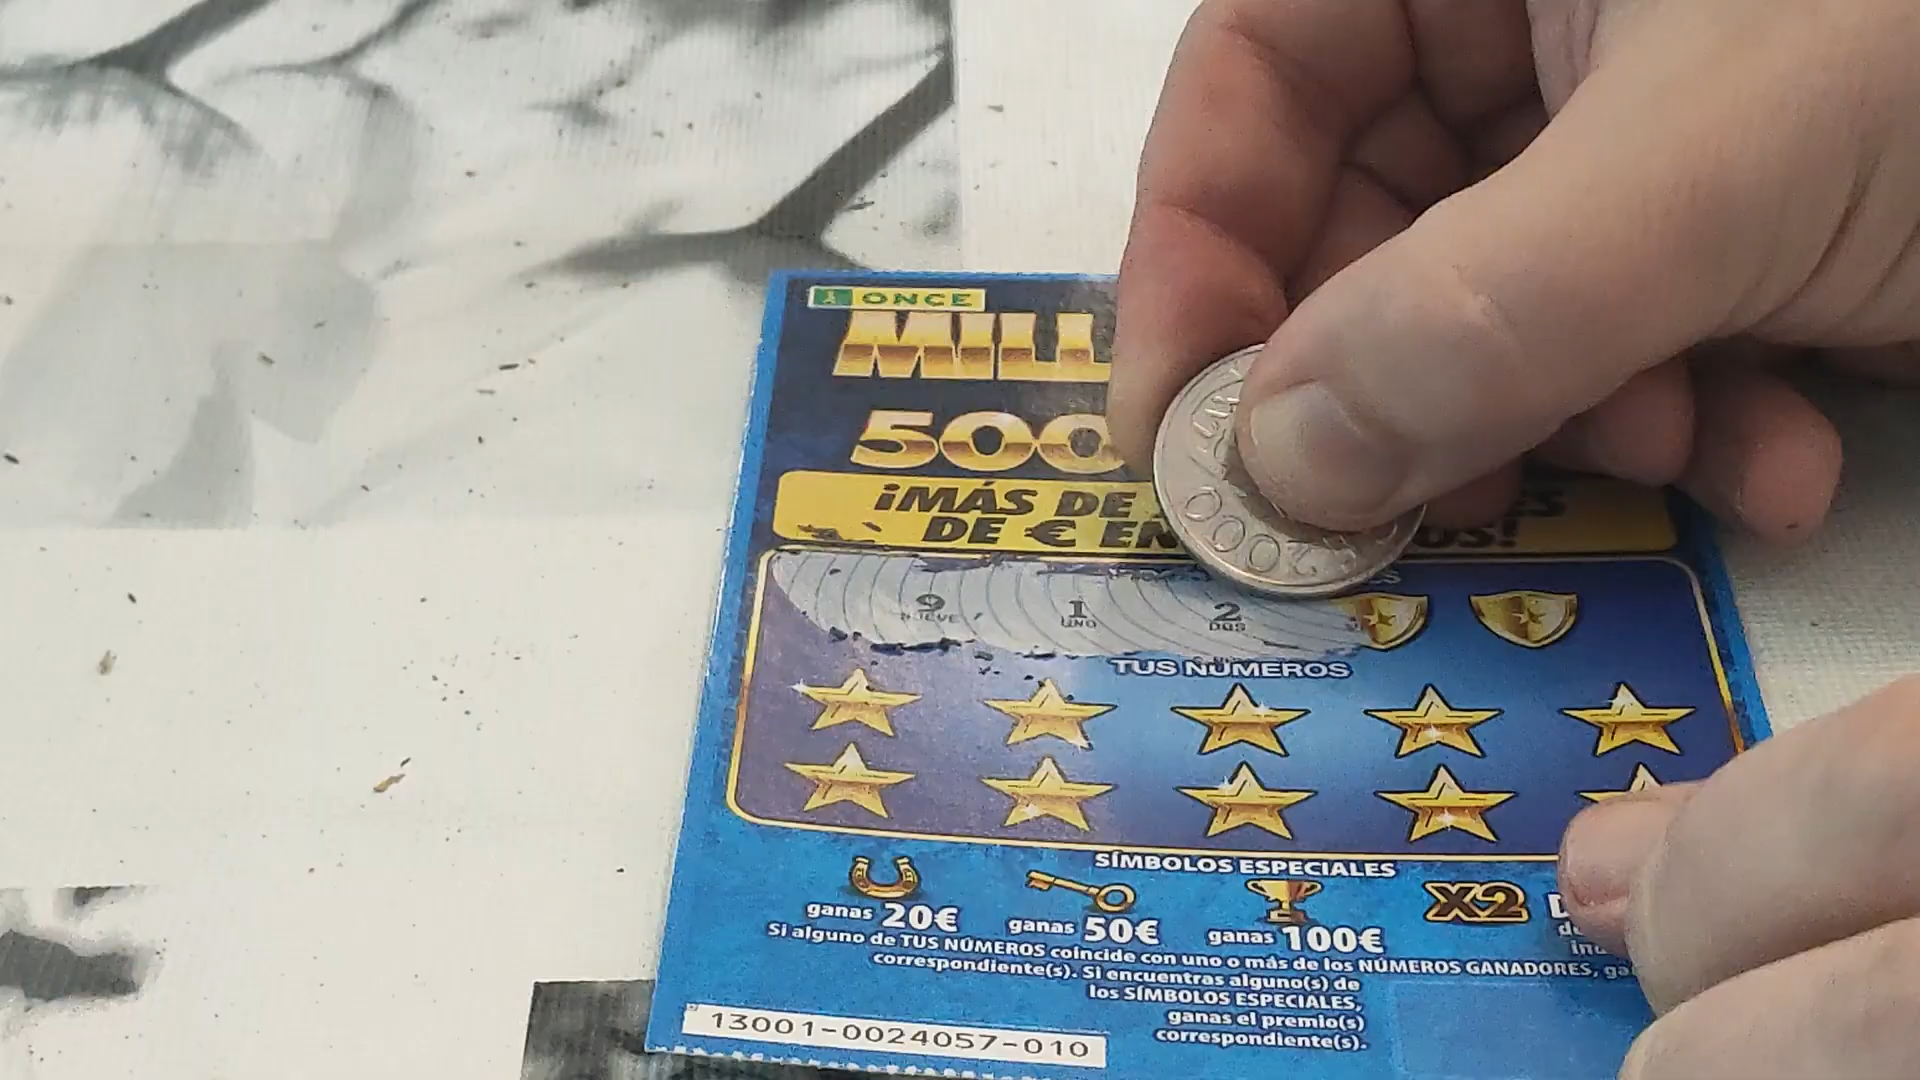 ONCE
MILL
500
¡MÁS DE
DE € EN OS!
9 1 2
NUEVE UNO DOS
TUS NÚMEROS
SÍMBOLOS ESPECIALES
X2
ganas 20€ ganas 50€ ganas 100€
Si alguno de TUS NÚMEROS coincide con uno o más de los NÚMEROS GANADORES, ga
correspondiente(s). Si encuentras alguno(s) de
los SÍMBOLOS ESPECIALES,
ganas el premio(s)
correspondiente(s).
13001-0024057-010
2000